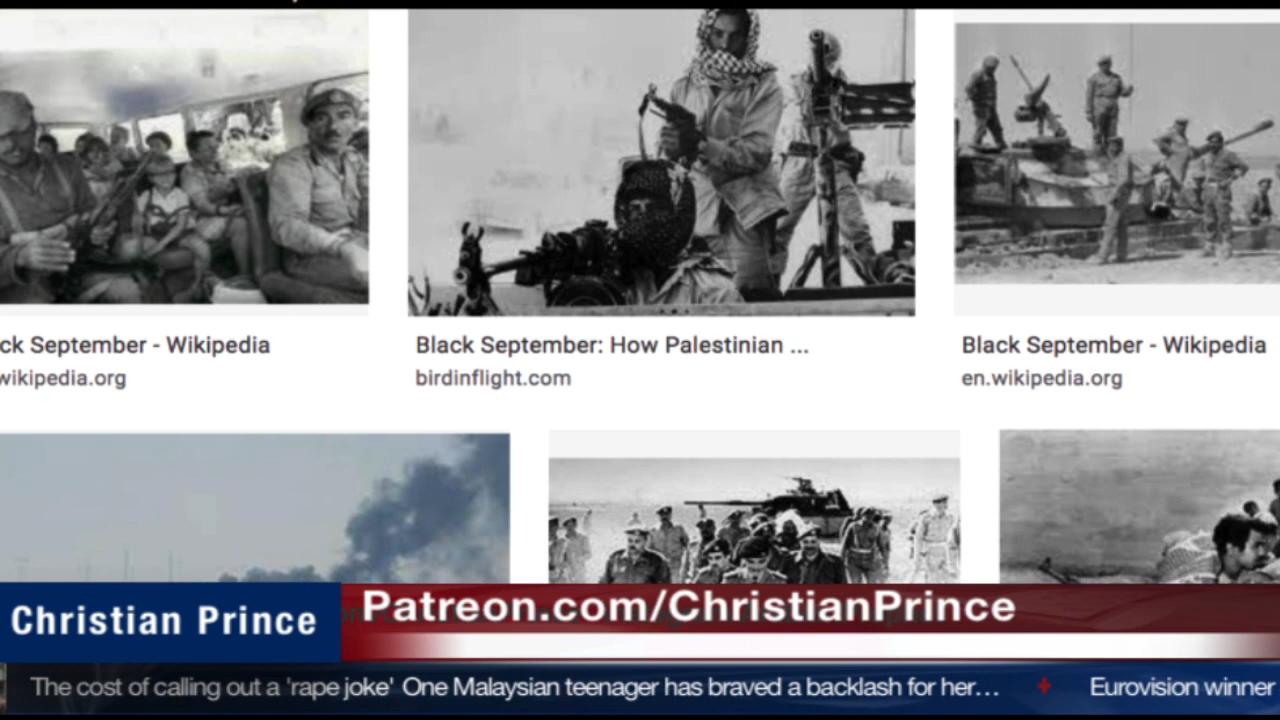 ck September - Wikipedia
wikipedia.org
Black September: How Palestinian ...
birdinflight.com
Black September - Wikipedia
en.wikipedia.org
Christian Prince
Patreon.com/ChristianPrince
The cost of calling out a 'rape joke' One Malaysian teenager has braved a backlash for her…
Eurovision winner